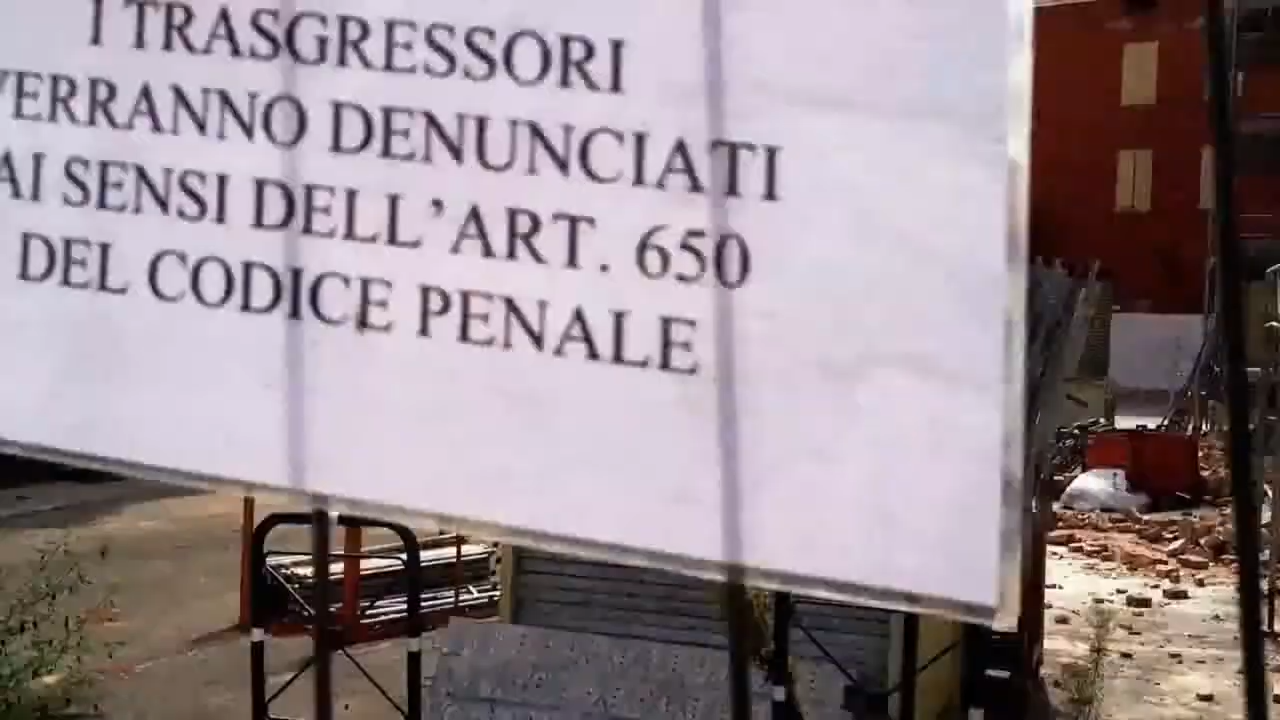 I TRASGRESSORI
VERRANNO DENUNCIATI
AI SENSI DELL'ART. 650
DEL CODICE PENALE